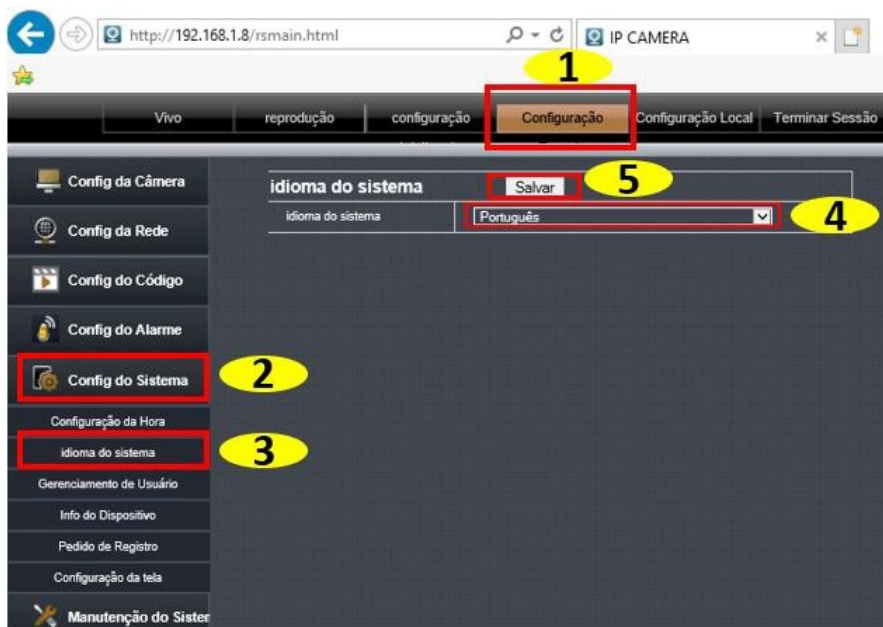 http://192.168.1.8/rsmain.html
IP CAMERA
1
Vivo
reprodução
configuração
Configuração
Configuração Local
Terminar Sessão
Config da Câmera
idioma do sistema
Salvar
5
idioma do sistema
Português
4
Config da Rede
Config do Código
Config do Alarme
Config do Sistema
2
Configuração da Hora
idioma do sistema
3
Gerenciamento de Usuário
Info do Dispositivo
Pedido de Registro
Configuração da tela
Manutenção do Sister